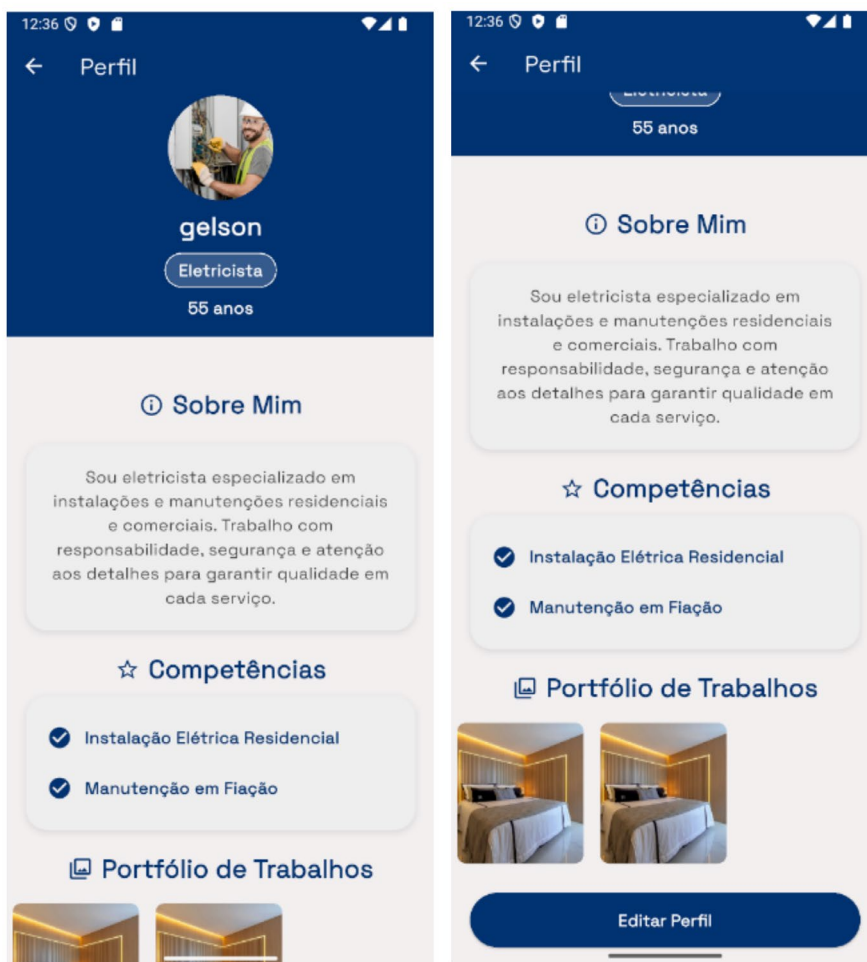 12:36
Perfil
gelson
Eletricista
55 anos
Sobre Mim
Sou eletricista especializado em
instalações e manutenções residenciais
e comerciais. Trabalho com
responsabilidade, segurança e atenção
aos detalhes para garantir qualidade em
cada serviço.
Competências
Instalação Elétrica Residencial
Manutenção em Fiação
Portfólio de Trabalhos
12:36
Perfil
Eletricista
55 anos
Sobre Mim
Sou eletricista especializado em
instalações e manutenções residenciais
e comerciais. Trabalho com
responsabilidade, segurança e atenção
aos detalhes para garantir qualidade em
cada serviço.
Competências
Instalação Elétrica Residencial
Manutenção em Fiação
Portfólio de Trabalhos
Editar Perfil